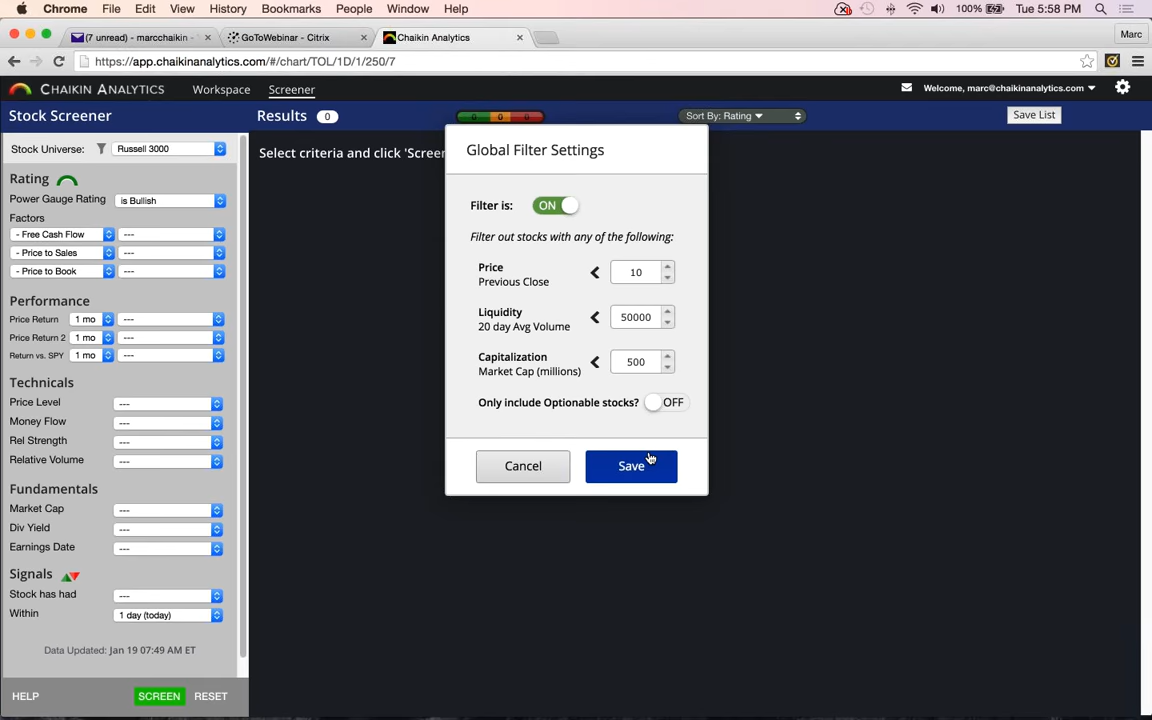 Chrome File Edit View History Bookmarks People Window Help 100% Tue 5:58 PM
(7 unread) - marcchaikin - GoToWebinar - Citrix Chaikin Analytics Marc
https://app.chaikinanalytics.com/#/chart/TOL/1D/1/250/7
CHAIKIN ANALYTICS Workspace Screener Welcome, marc@chaikinanalytics.com
Stock Screener Results 0 0 0 0 Sort By: Rating Save List
Stock Universe: Russell 3000
Select criteria and click 'Screen
Rating
Power Gauge Rating is Bullish
Factors
- Free Cash Flow ---
- Price to Sales ---
- Price to Book ---
Performance
Price Return 1 mo ---
Price Return 2 1 mo ---
Return vs. SPY 1 mo ---
Technicals
Price Level ---
Money Flow ---
Rel Strength ---
Relative Volume ---
Fundamentals
Market Cap ---
Div Yield ---
Earnings Date ---
Signals
Stock has had ---
Within 1 day (today)
Data Updated: Jan 19 07:49 AM ET
HELP SCREEN RESET
Global Filter Settings
Filter is: ON
Filter out stocks with any of the following:
Price
Previous Close < 10
Liquidity
20 day Avg Volume < 50000
Capitalization
Market Cap (millions) < 500
Only include Optionable stocks? OFF
Cancel Save